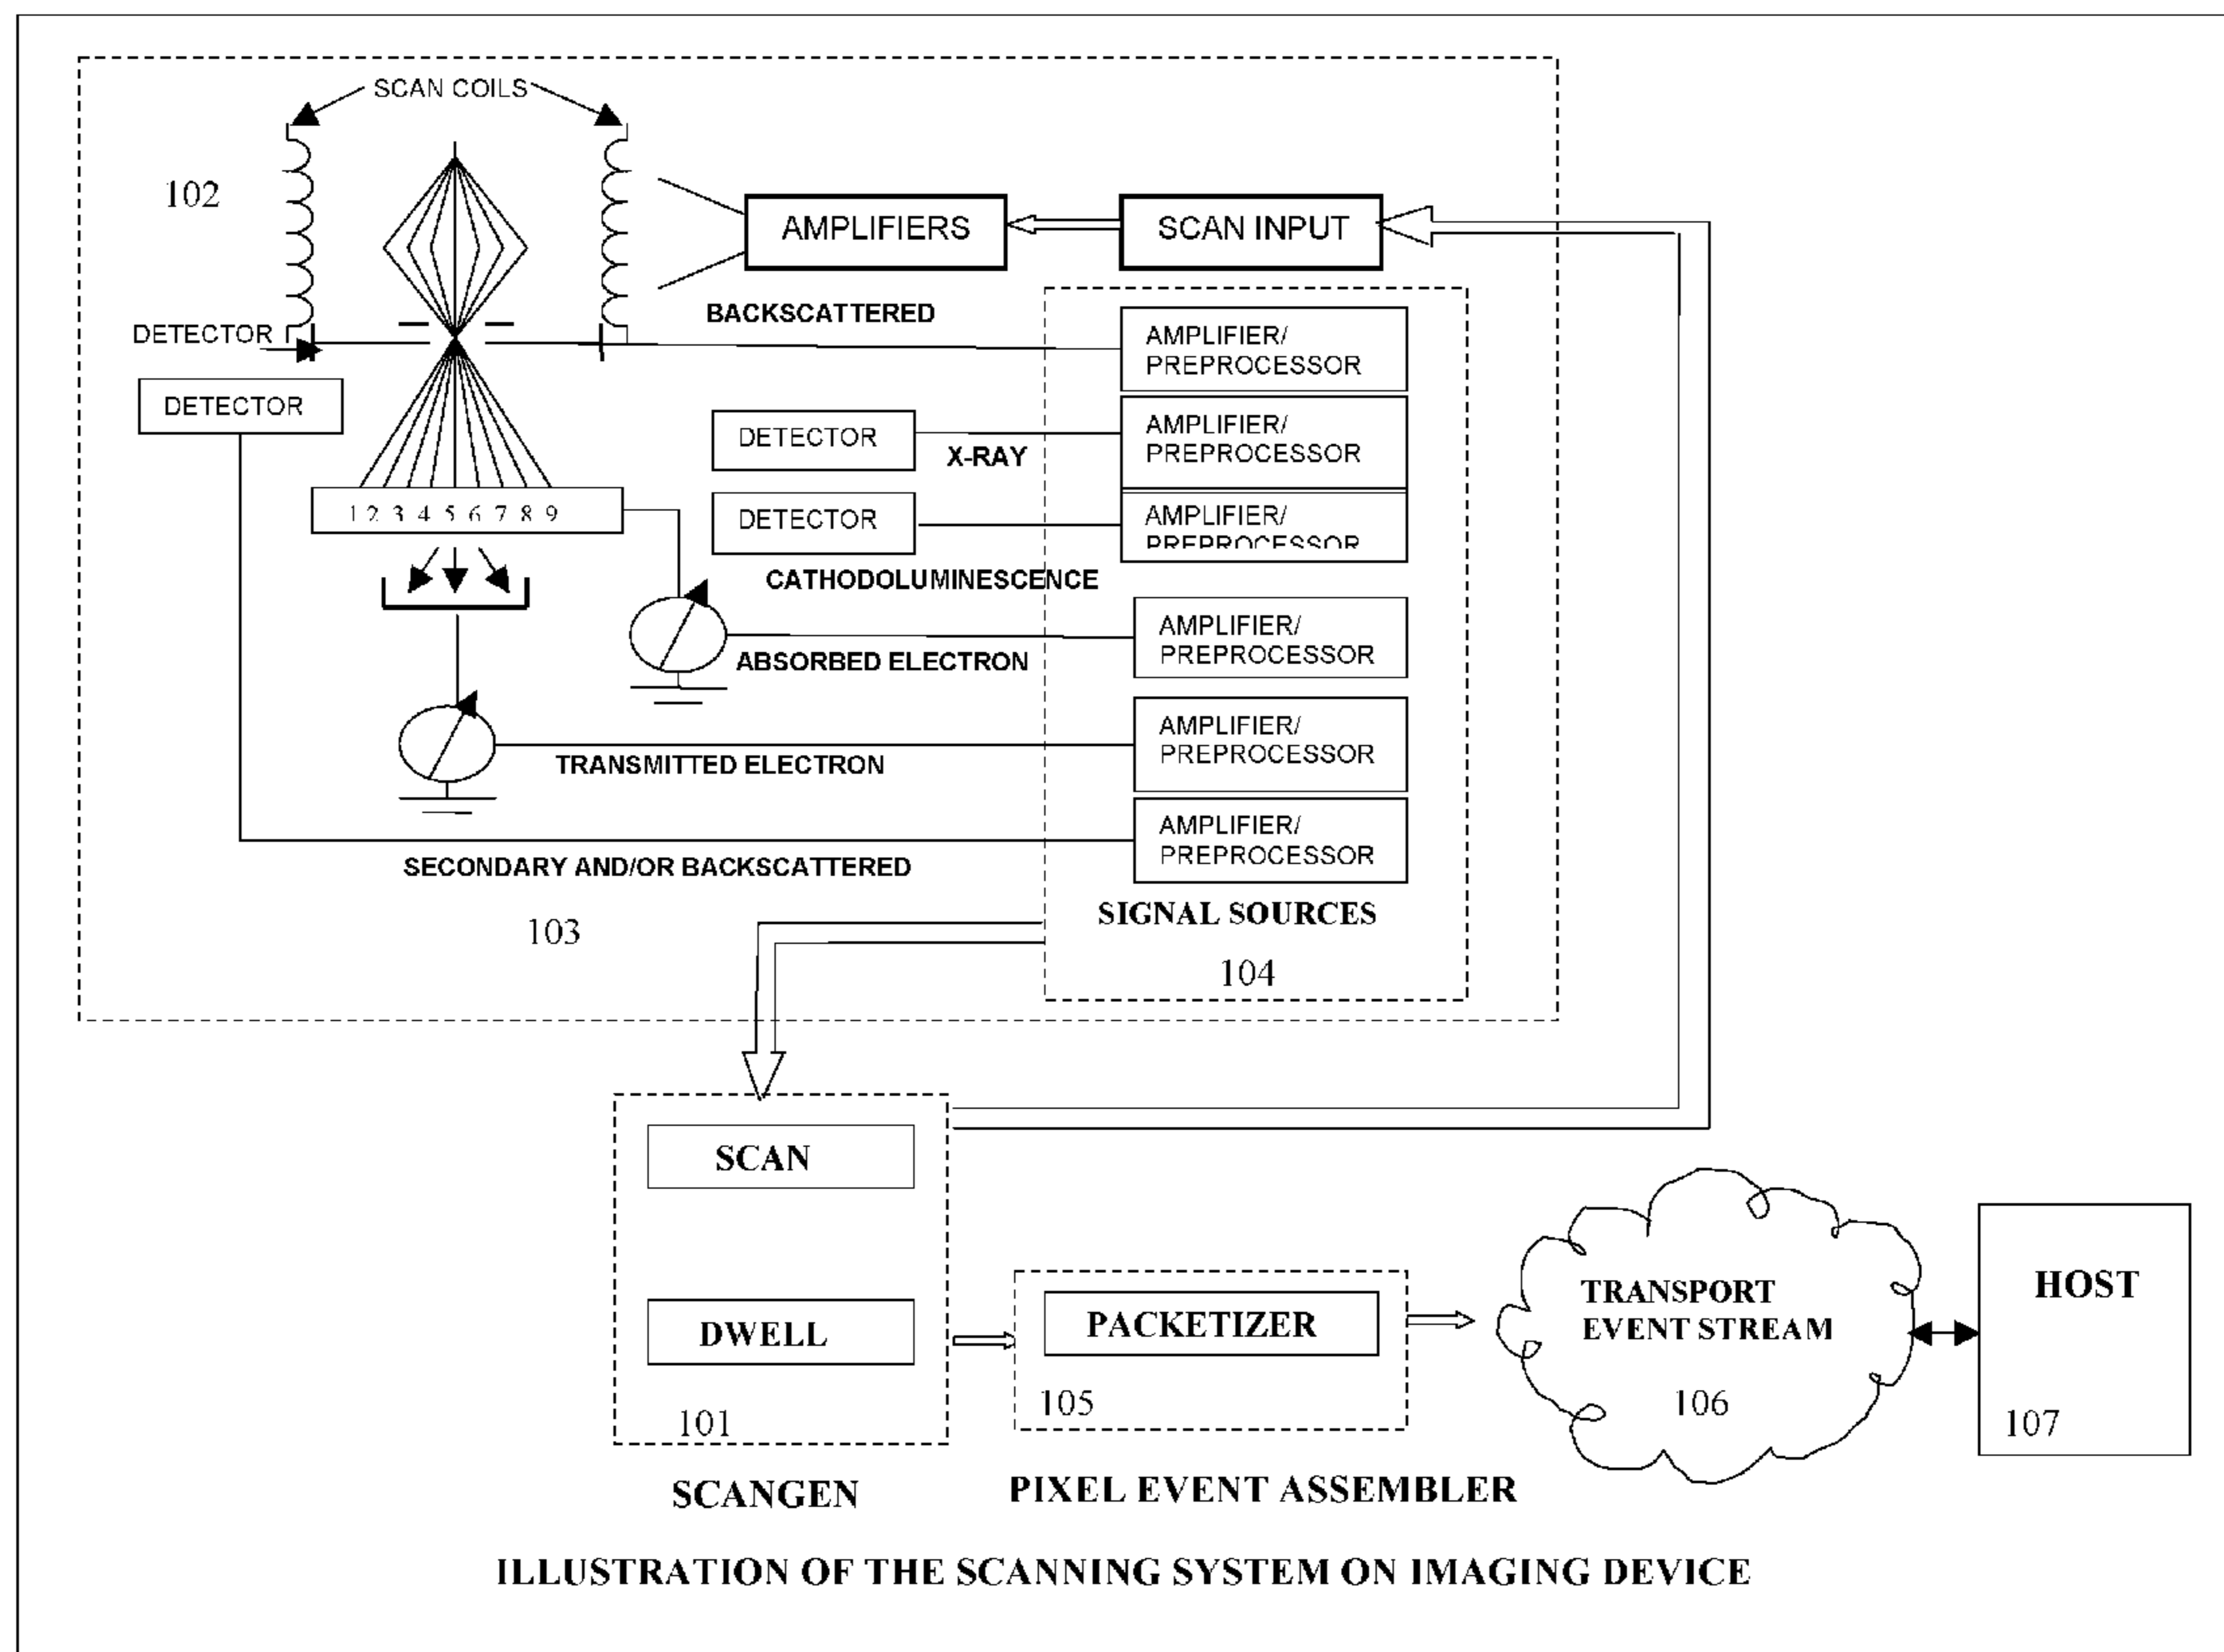 SCAN COILS
102
AMPLIFIERS
SCAN INPUT
BACKSCATTERED
DETECTOR
AMPLIFIER/
PREPROCESSOR
DETECTOR
DETECTOR
X-RAY
AMPLIFIER/
PREPROCESSOR
1 2 3 4 5 6 7 8 9
DETECTOR
AMPLIFIER/
PREPROCESSOR
CATHODOLUMINESCENCE
ABSORBED ELECTRON
AMPLIFIER/
PREPROCESSOR
TRANSMITTED ELECTRON
AMPLIFIER/
PREPROCESSOR
SECONDARY AND/OR BACKSCATTERED
AMPLIFIER/
PREPROCESSOR
SIGNAL SOURCES
103
104
SCAN
DWELL
101
SCANGEN
PACKETIZER
105
PIXEL EVENT ASSEMBLER
TRANSPORT
EVENT STREAM
106
HOST
107
ILLUSTRATION OF THE SCANNING SYSTEM ON IMAGING DEVICE